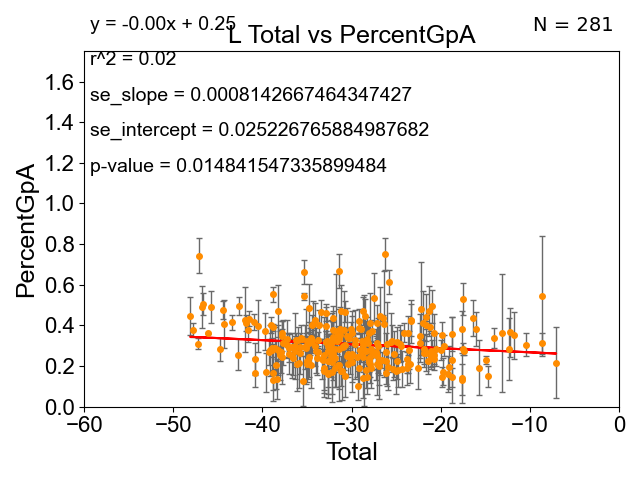 y = -0.00x + 0.25
N = 281
L Total vs PercentGpA
r^2 = 0.02
se_slope = 0.0008142667464347427
se_intercept = 0.025226765884987682
p-value = 0.014841547335899484
PercentGpA
1.6
1.4
1.2
1.0
0.8
0.6
0.4
0.2
0.0
−60 −50 −40 −30 −20 −10 0
Total